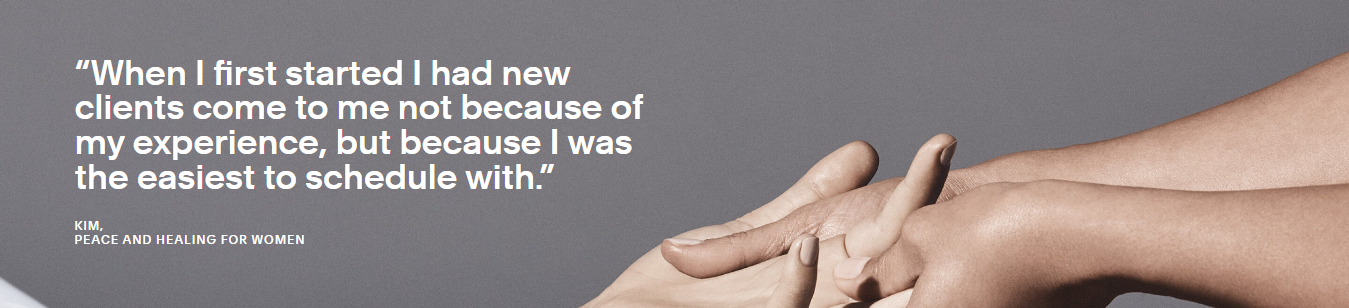 “When I first started I had new
clients come to me not because of
my experience, but because I was
the easiest to schedule with.”
KIM,
PEACE AND HEALING FOR WOMEN